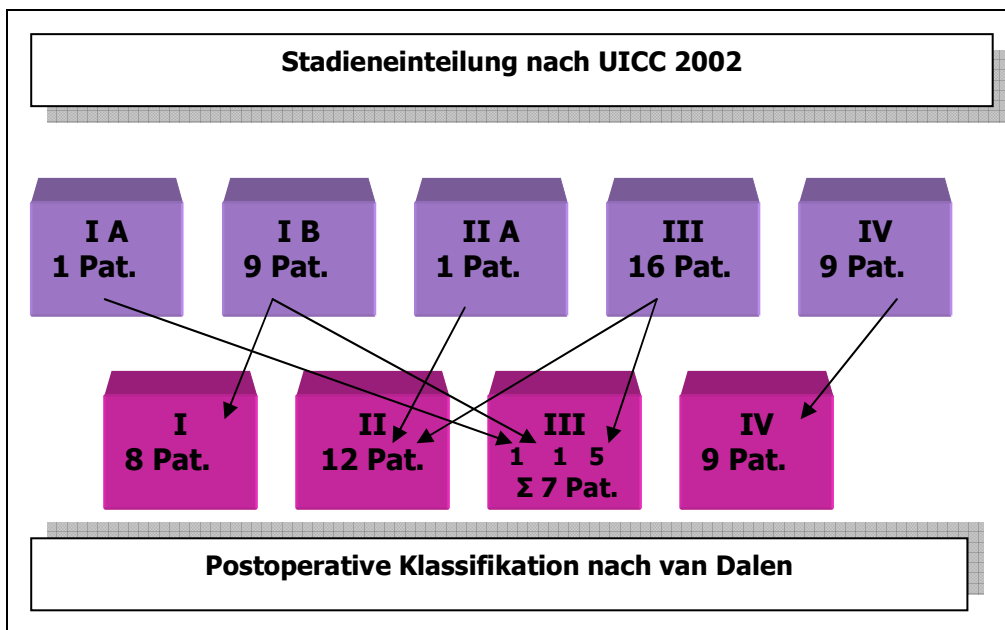 Stadieneinteilung nach UICC 2002
I A
1 Pat.
I B
9 Pat.
II A
1 Pat.
III
16 Pat.
IV
9 Pat.
I
8 Pat.
II
12 Pat.
III
1 1 5
Σ 7 Pat.
IV
9 Pat.
Postoperative Klassifikation nach van Dalen